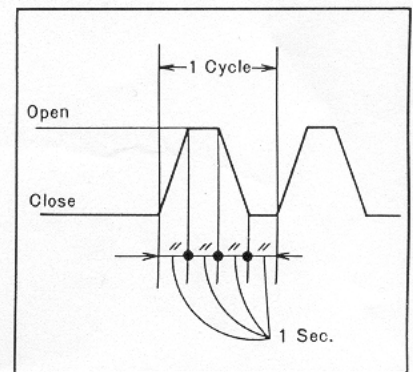 1 Cycle
Open
Close
〃 〃 〃 〃
1 Sec.